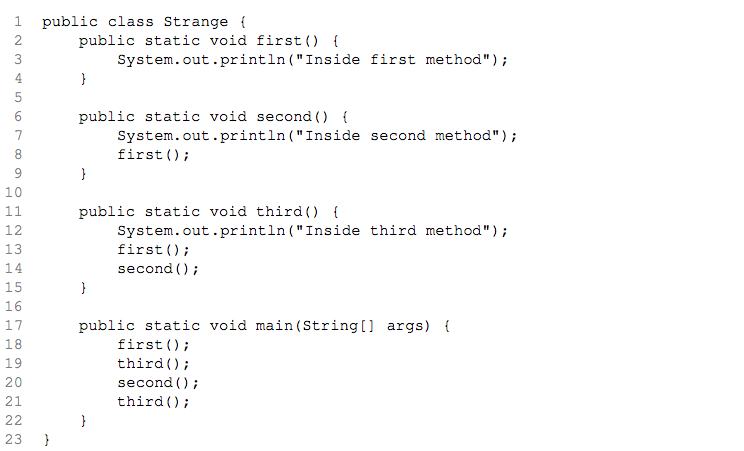 1 public class Strange {
2     public static void first() {
3         System.out.println("Inside first method");
4     }
5
6     public static void second() {
7         System.out.println("Inside second method");
8         first();
9     }
10
11     public static void third() {
12         System.out.println("Inside third method");
13         first();
14         second();
15     }
16
17     public static void main(String[] args) {
18         first();
19         third();
20         second();
21         third();
22     }
23 }